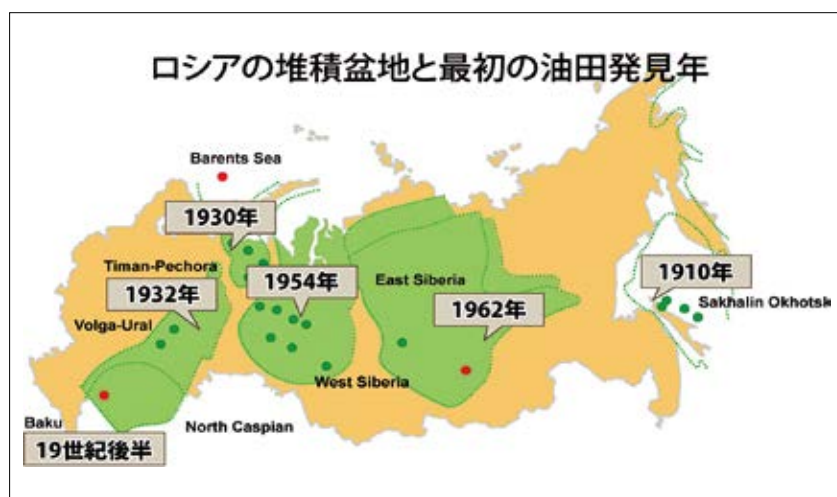 ロシアの堆積盆地と最初の油田発見年
Barents Sea
1930年
Timan-Pechora
1932年
Volga-Ural
1954年
East Siberia
1962年
1910年
Sakhalin Okhotsk
West Siberia
Baku
North Caspian
19世紀後半